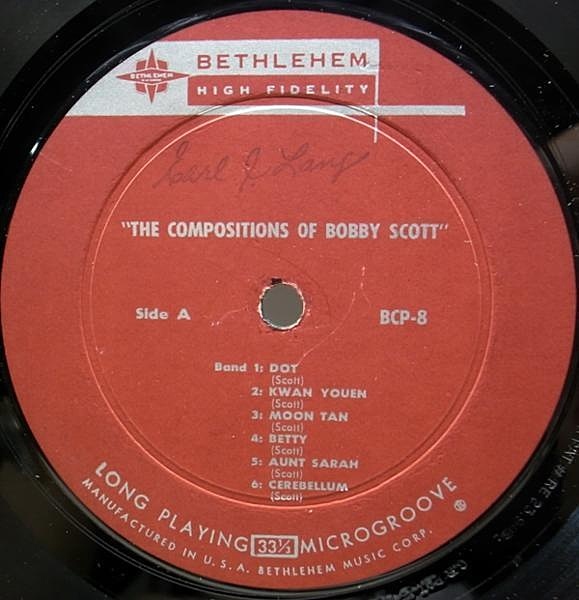 BETHLEHEM
BETHLEHEM
HIGH FIDELITY
Earl J. Lang
"THE COMPOSITIONS OF BOBBY SCOTT"
Side A
BCP-8
Band 1: DOT
(Scott)
2: KWAN YOUEN
(Scott)
3: MOON TAN
(Scott)
4: BETTY
(Scott)
5: AUNT SARAH
(Scott)
6: CEREBELLUM
(Scott)
LONG PLAYING 33⅓ MICROGROOVE
MANUFACTURED IN U.S.A. BETHLEHEM MUSIC CORP.